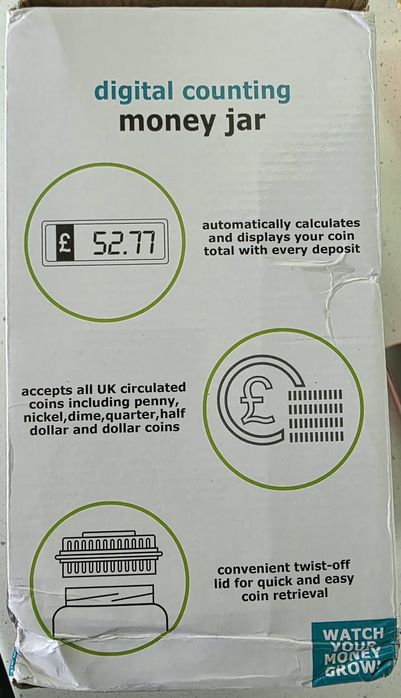 digital counting
money jar
£ 52.77
automatically calculates
and displays your coin
total with every deposit
accepts all UK circulated
coins including penny,
nickel,dime,quarter,half
dollar and dollar coins
£
convenient twist-off
lid for quick and easy
coin retrieval
WATCH
YOUR
MONEY
GROW!